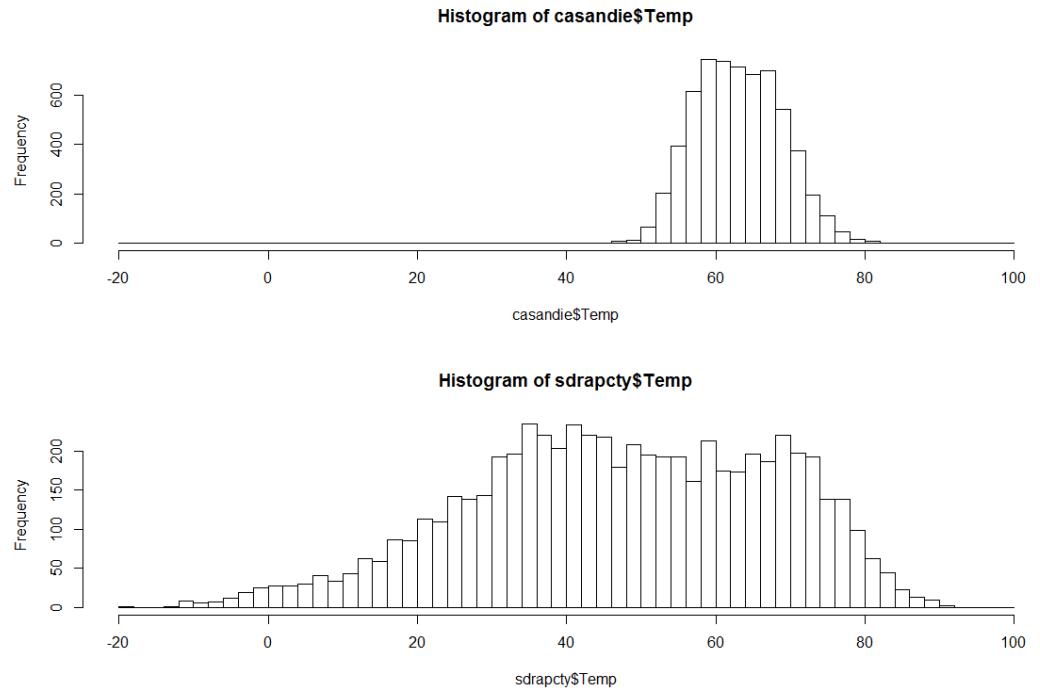 Histogram of casandie$Temp
Frequency
0 200 400 600
-20 0 20 40 60 80 100
casandie$Temp
Histogram of sdrapcty$Temp
Frequency
0 50 100 150 200
-20 0 20 40 60 80 100
sdrapcty$Temp